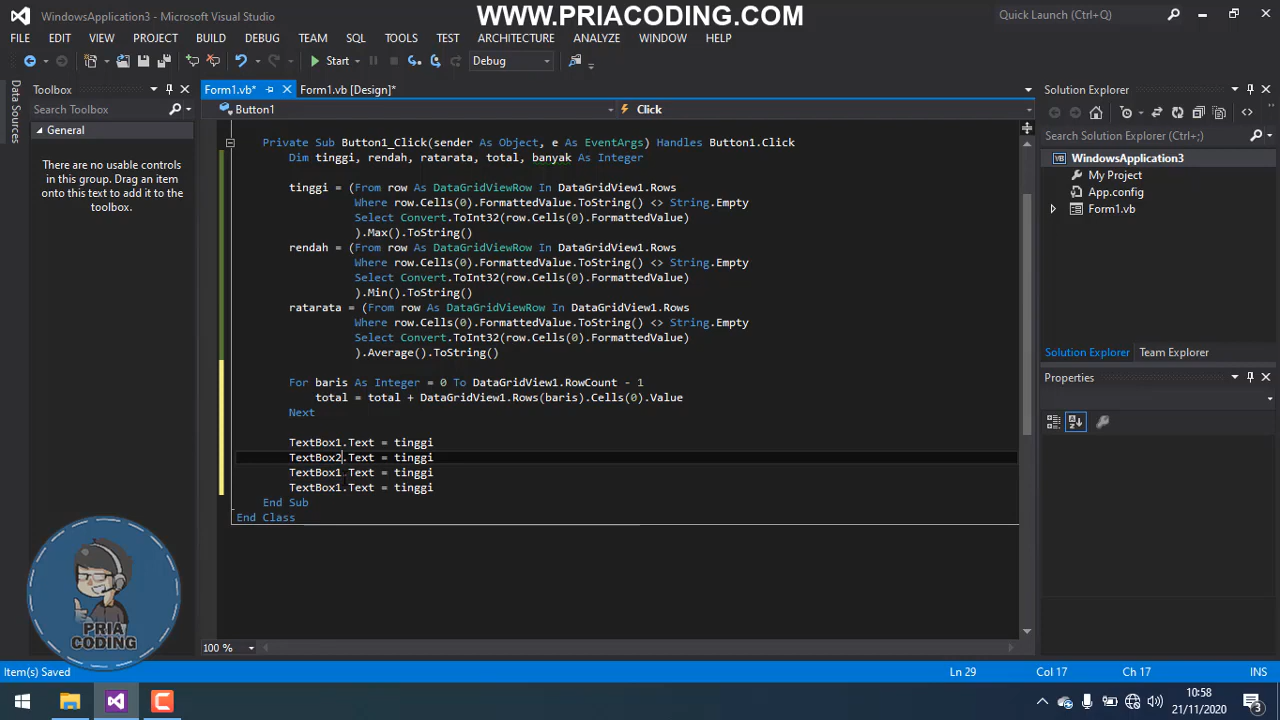 WWW.PRIACODING.COM
WindowsApplication3 - Microsoft Visual Studio
Quick Launch (Ctrl+Q)
FILE EDIT VIEW PROJECT BUILD DEBUG TEAM SQL TOOLS TEST ARCHITECTURE ANALYZE WINDOW HELP
Start Debug
Data Sources
Toolbox
Search Toolbox
General
There are no usable controls
in this group. Drag an item
onto this text to add it to the
toolbox.
Form1.vb* Form1.vb [Design]*
Button1 Click
Private Sub Button1_Click(sender As Object, e As EventArgs) Handles Button1.Click
Dim tinggi, rendah, ratarata, total, banyak As Integer
tinggi = (From row As DataGridViewRow In DataGridView1.Rows
Where row.Cells(0).FormattedValue.ToString() <> String.Empty
Select Convert.ToInt32(row.Cells(0).FormattedValue)
).Max().ToString()
rendah = (From row As DataGridViewRow In DataGridView1.Rows
Where row.Cells(0).FormattedValue.ToString() <> String.Empty
Select Convert.ToInt32(row.Cells(0).FormattedValue)
).Min().ToString()
ratarata = (From row As DataGridViewRow In DataGridView1.Rows
Where row.Cells(0).FormattedValue.ToString() <> String.Empty
Select Convert.ToInt32(row.Cells(0).FormattedValue)
).Average().ToString()
For baris As Integer = 0 To DataGridView1.RowCount - 1
total = total + DataGridView1.Rows(baris).Cells(0).Value
Next
TextBox1.Text = tinggi
TextBox2.Text = tinggi
TextBox1.Text = tinggi
TextBox1.Text = tinggi
End Sub
End Class
100 %
Solution Explorer
Search Solution Explorer (Ctrl+;)
WindowsApplication3
My Project
App.config
Form1.vb
Solution Explorer Team Explorer
Properties
PRIA
CODING
Item(s) Saved Ln 29 Col 17 Ch 17 INS
10:58
21/11/2020
3